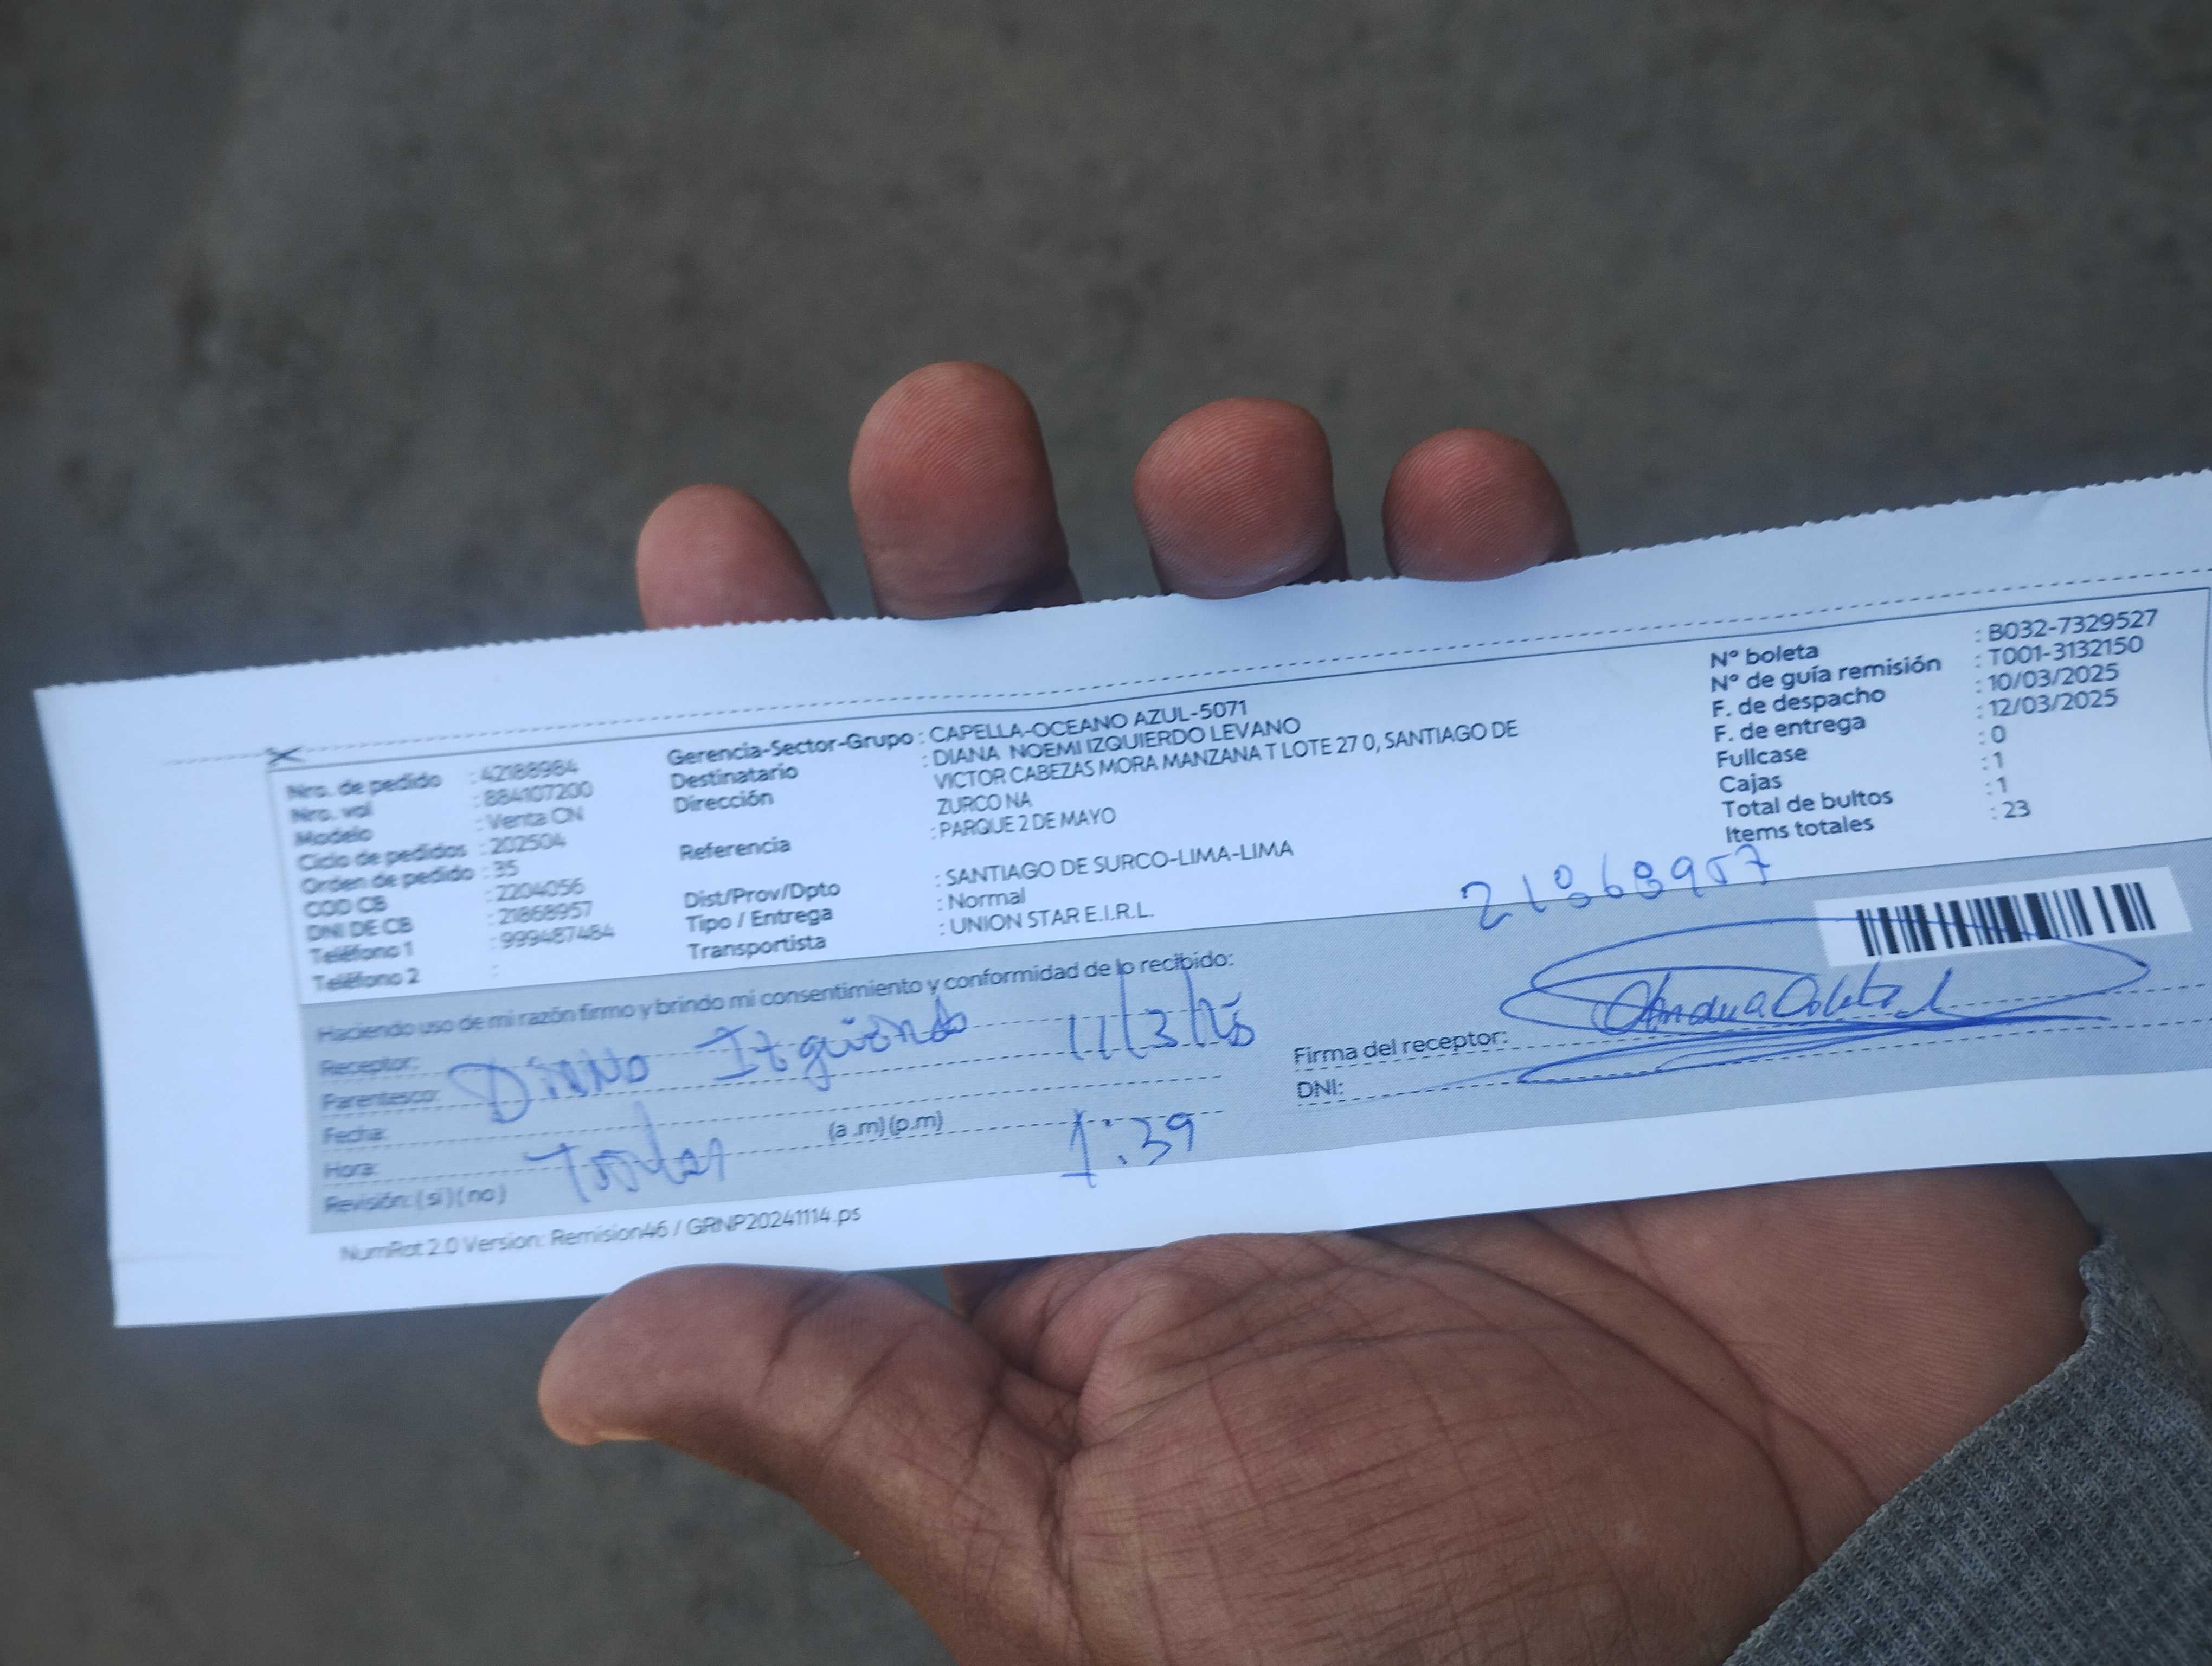 Nro. de pedido : 42188984
Nro. vol : 884107200
Modelo : Venta CN
Ciclo de pedidos : 202504
Orden de pedido : 35
COD CB : 2204056
DNI DE CB : 21868957
Teléfono 1 : 999487484
Teléfono 2 :
Gerencia-Sector-Grupo : CAPELLA-OCEANO AZUL-5071
Destinatario : DIANA NOEMI IZQUIERDO LEVANO
Dirección VICTOR CABEZAS MORA MANZANA T LOTE 27 0, SANTIAGO DE
ZURCO NA
Referencia : PARQUE 2 DE MAYO
Dist/Prov/Dpto : SANTIAGO DE SURCO-LIMA-LIMA
Tipo / Entrega : Normal
Transportista : UNION STAR E.I.R.L.
N° boleta : B032-7329527
N° de guía remisión : T001-3132150
F. de despacho : 10/03/2025
F. de entrega : 12/03/2025
Fullcase : 0
Cajas : 1
Total de bultos : 1
Items totales : 23
21868957
Haciendo uso de mi razón firmo y brindo mi consentimiento y conformidad de lo recibido:
Receptor:
Parentesco: 11/3/25
Fecha:
Hora: (a .m) (p.m) 1:39
Revisión: ( si ) ( no )
Firma del receptor:
DNI:
NumRot 2.0 Version: Remision46 / GRNP20241114.ps